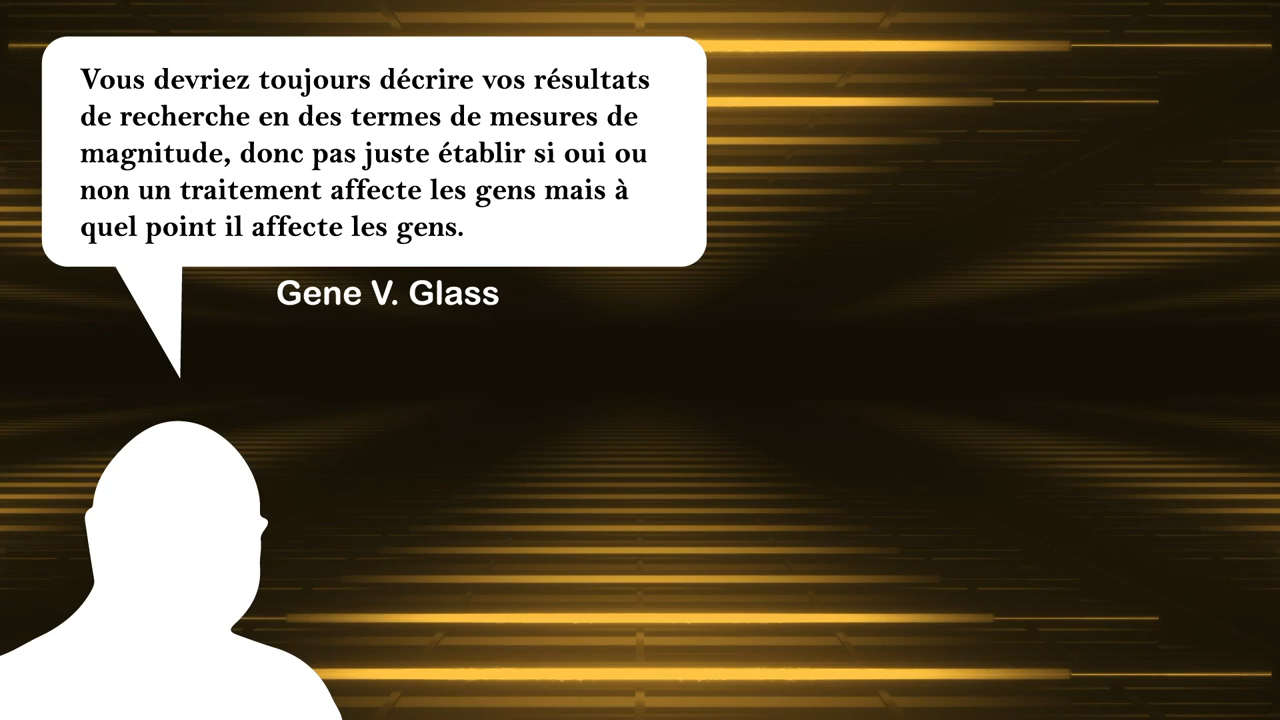 Vous devriez toujours décrire vos résultats
de recherche en des termes de mesures de
magnitude, donc pas juste établir si oui ou
non un traitement affecte les gens mais à
quel point il affecte les gens.
Gene V. Glass